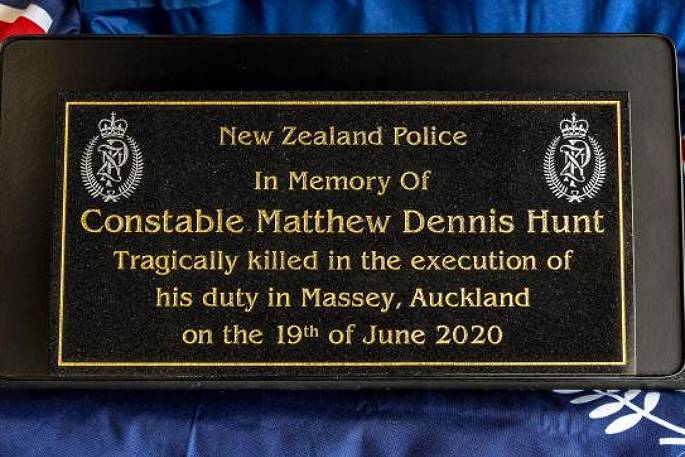 New Zealand Police
In Memory Of
Constable Matthew Dennis Hunt
Tragically killed in the execution of
his duty in Massey, Auckland
on the 19th of June 2020